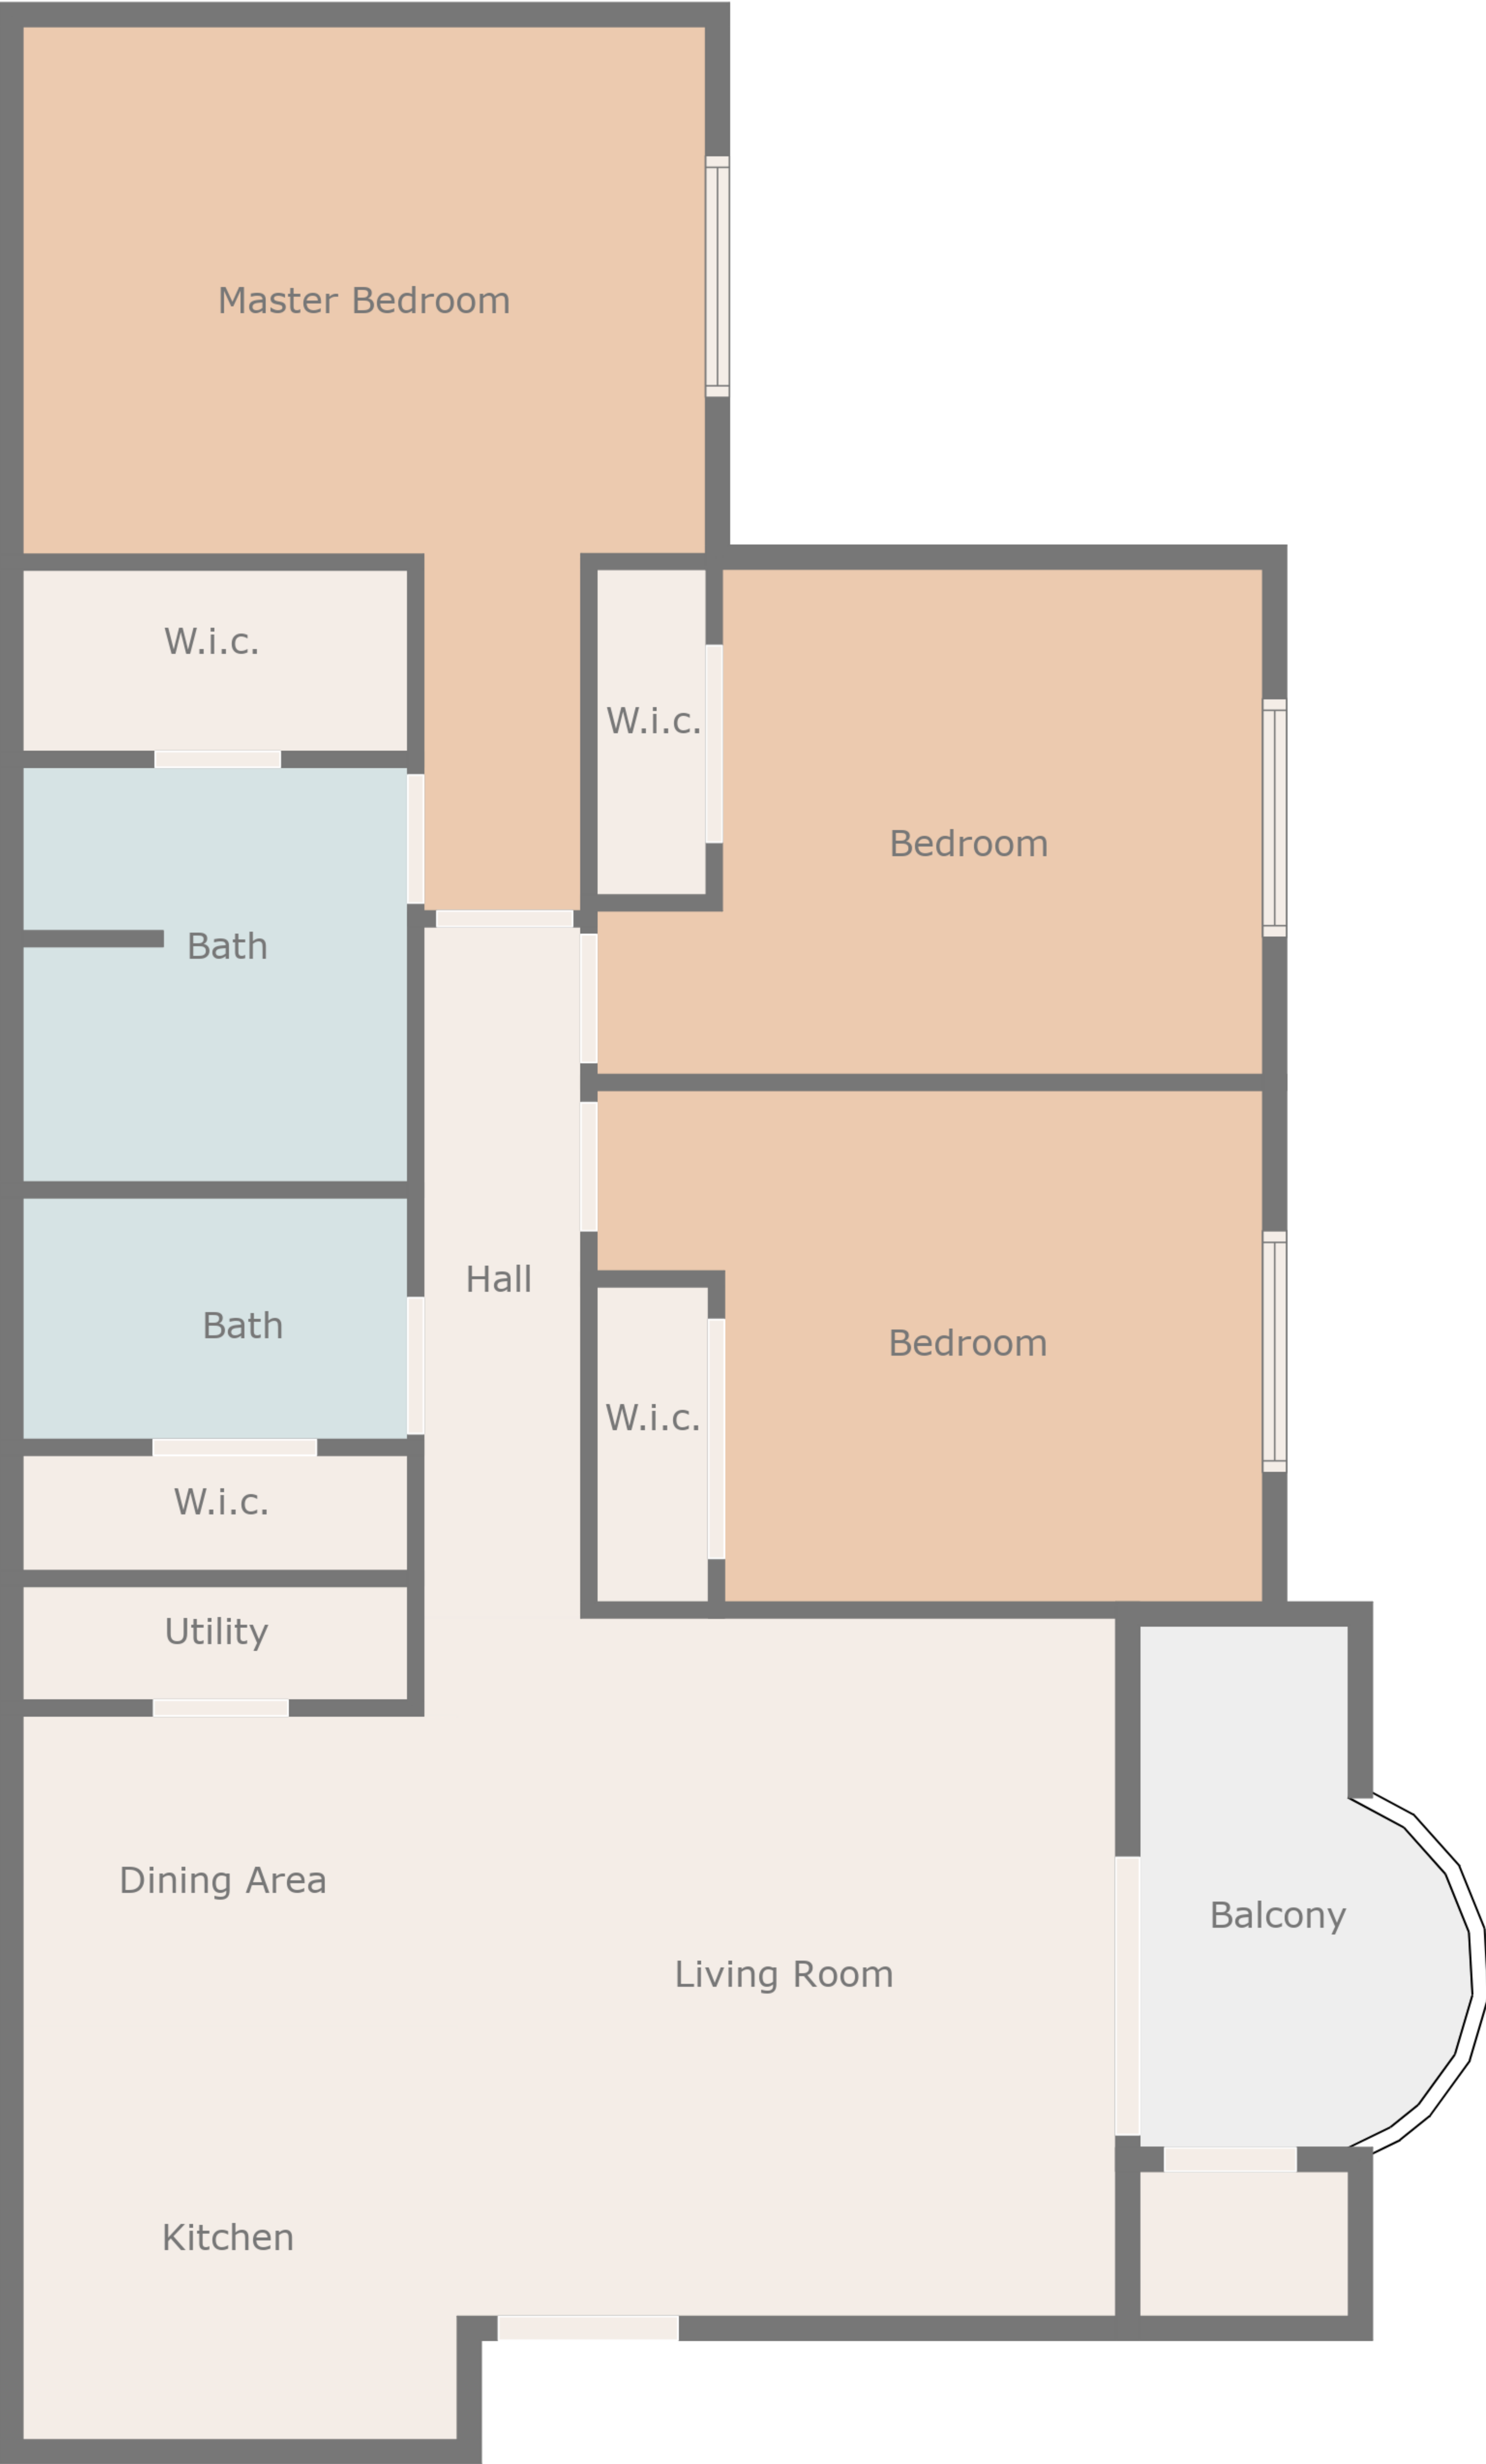 Master Bedroom
W.i.c.
W.i.c.
Bedroom
Bath
Hall
Bath
Bedroom
W.i.c.
W.i.c.
Utility
Dining Area
Balcony
Living Room
Kitchen